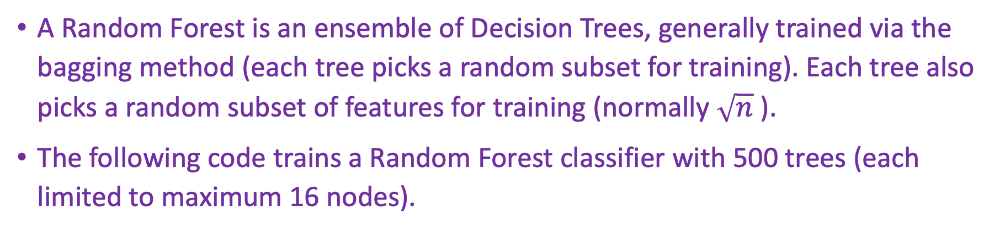 • A Random Forest is an ensemble of Decision Trees, generally trained via the
bagging method (each tree picks a random subset for training). Each tree also
picks a random subset of features for training (normally √n ).
• The following code trains a Random Forest classifier with 500 trees (each
limited to maximum 16 nodes).